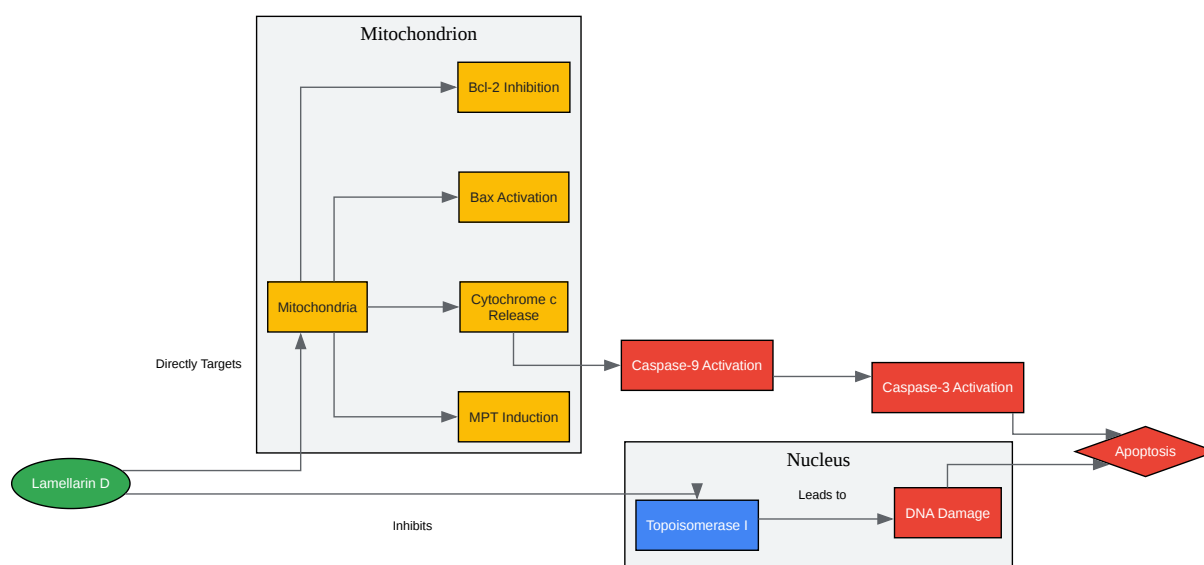 Mitochondrion
Bcl-2 Inhibition
Bax Activation
Mitochondria
Cytochrome c
Release
Directly Targets
Caspase-9 Activation
Caspase-3 Activation
MPT Induction
Apoptosis
Nucleus
Lamellarin D
Leads to
Inhibits
Topoisomerase I
DNA Damage